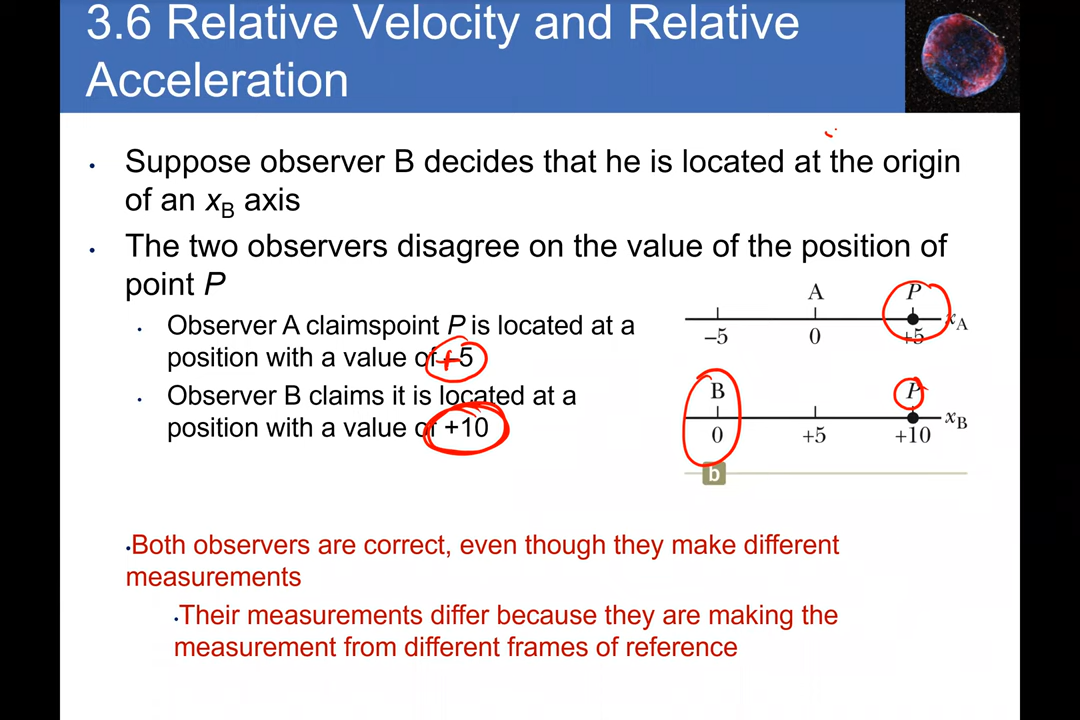 3.6 Relative Velocity and Relative
Acceleration
• Suppose observer B decides that he is located at the origin
of an xB axis
• The two observers disagree on the value of the position of
point P
• Observer A claimspoint P is located at a
position with a value of +5
• Observer B claims it is located at a
position with a value of +10
A P
xA
–5 0 +5
B P
xB
0 +5 +10
b
•Both observers are correct, even though they make different
measurements
•Their measurements differ because they are making the
measurement from different frames of reference